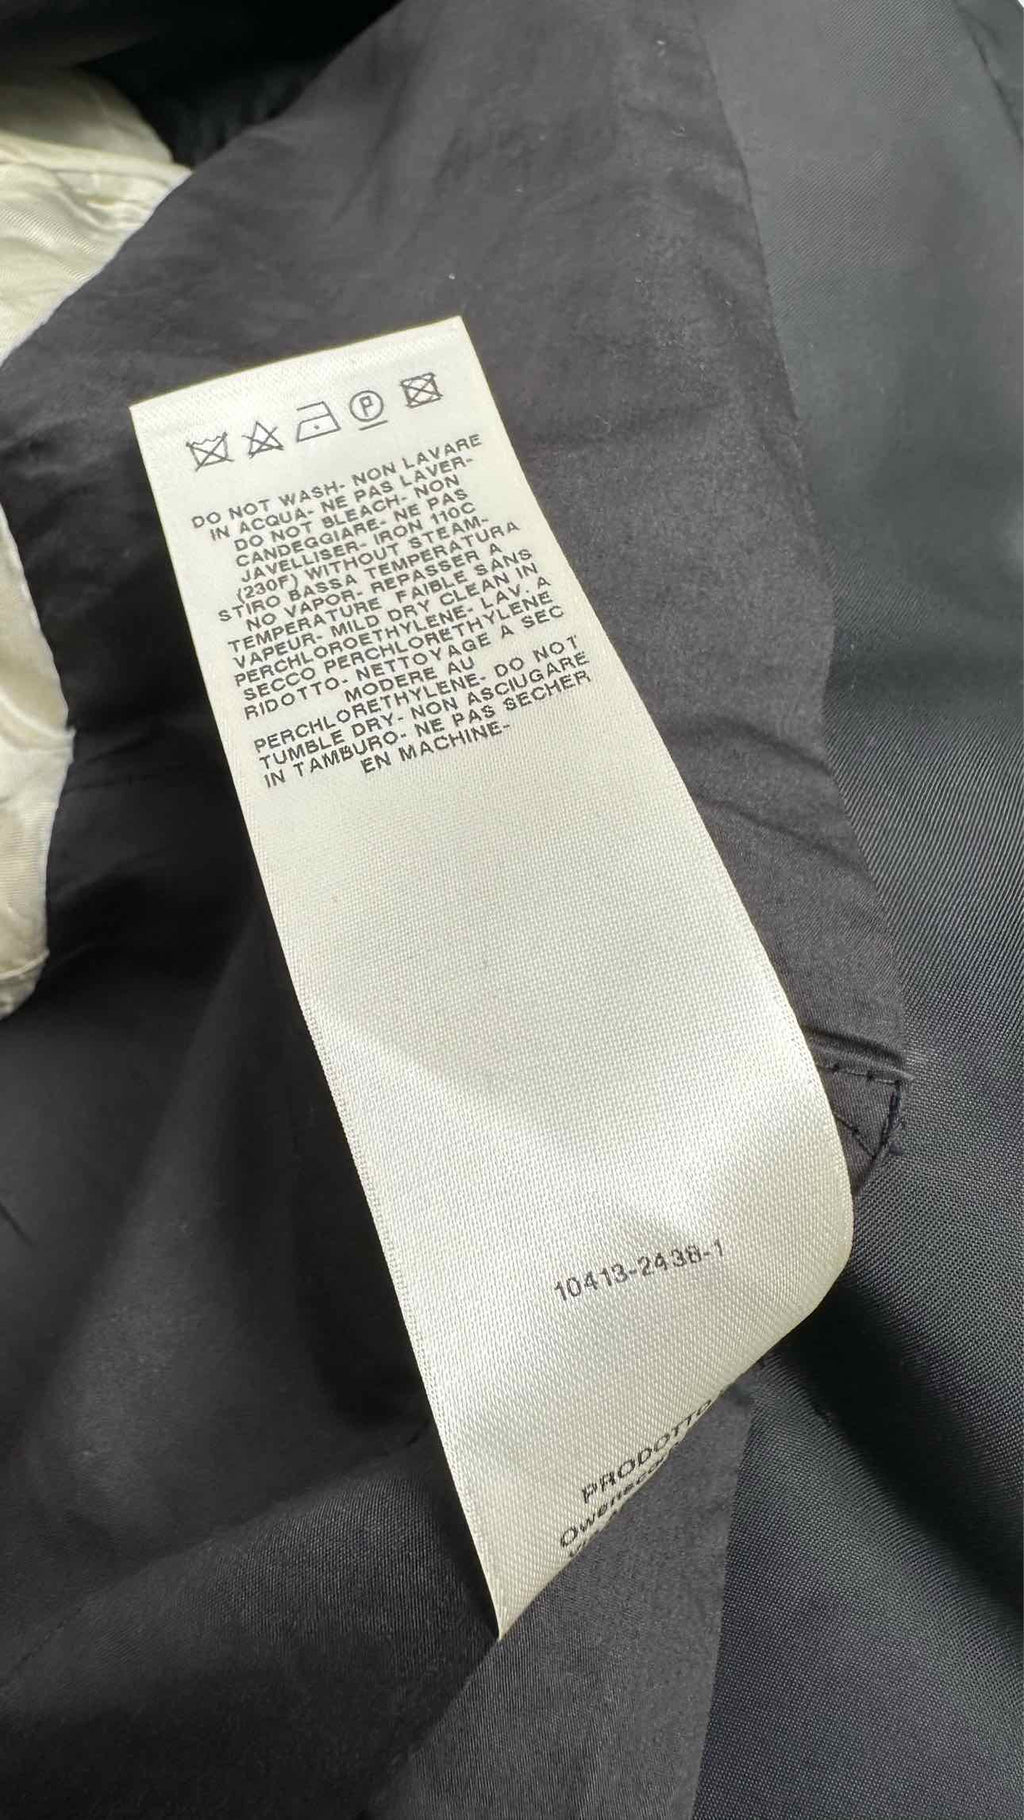 P
DO NOT WASH- NON LAVARE
IN ACQUA- NE PAS LAVER-
DO NOT BLEACH- NON
CANDEGGIARE- NE PAS
JAVELLISER- IRON 110C
(230F) WITHOUT STEAM-
STIRO BASSA TEMPERATURA
NO VAPOR- REPASSER A
TEMPERATURE FAIBLE SANS
VAPEUR- MILD DRY CLEAN IN
PERCHLOROETHYLENE- LAV. A
SECCO PERCHLORETHYLENE
RIDOTTO- NETTOYAGE A SEC
MODERE AU
PERCHLORETHYLENE- DO NOT
TUMBLE DRY- NON ASCIUGARE
IN TAMBURO- NE PAS SECHER
EN MACHINE-
10413-2438-1
PRODOTTO